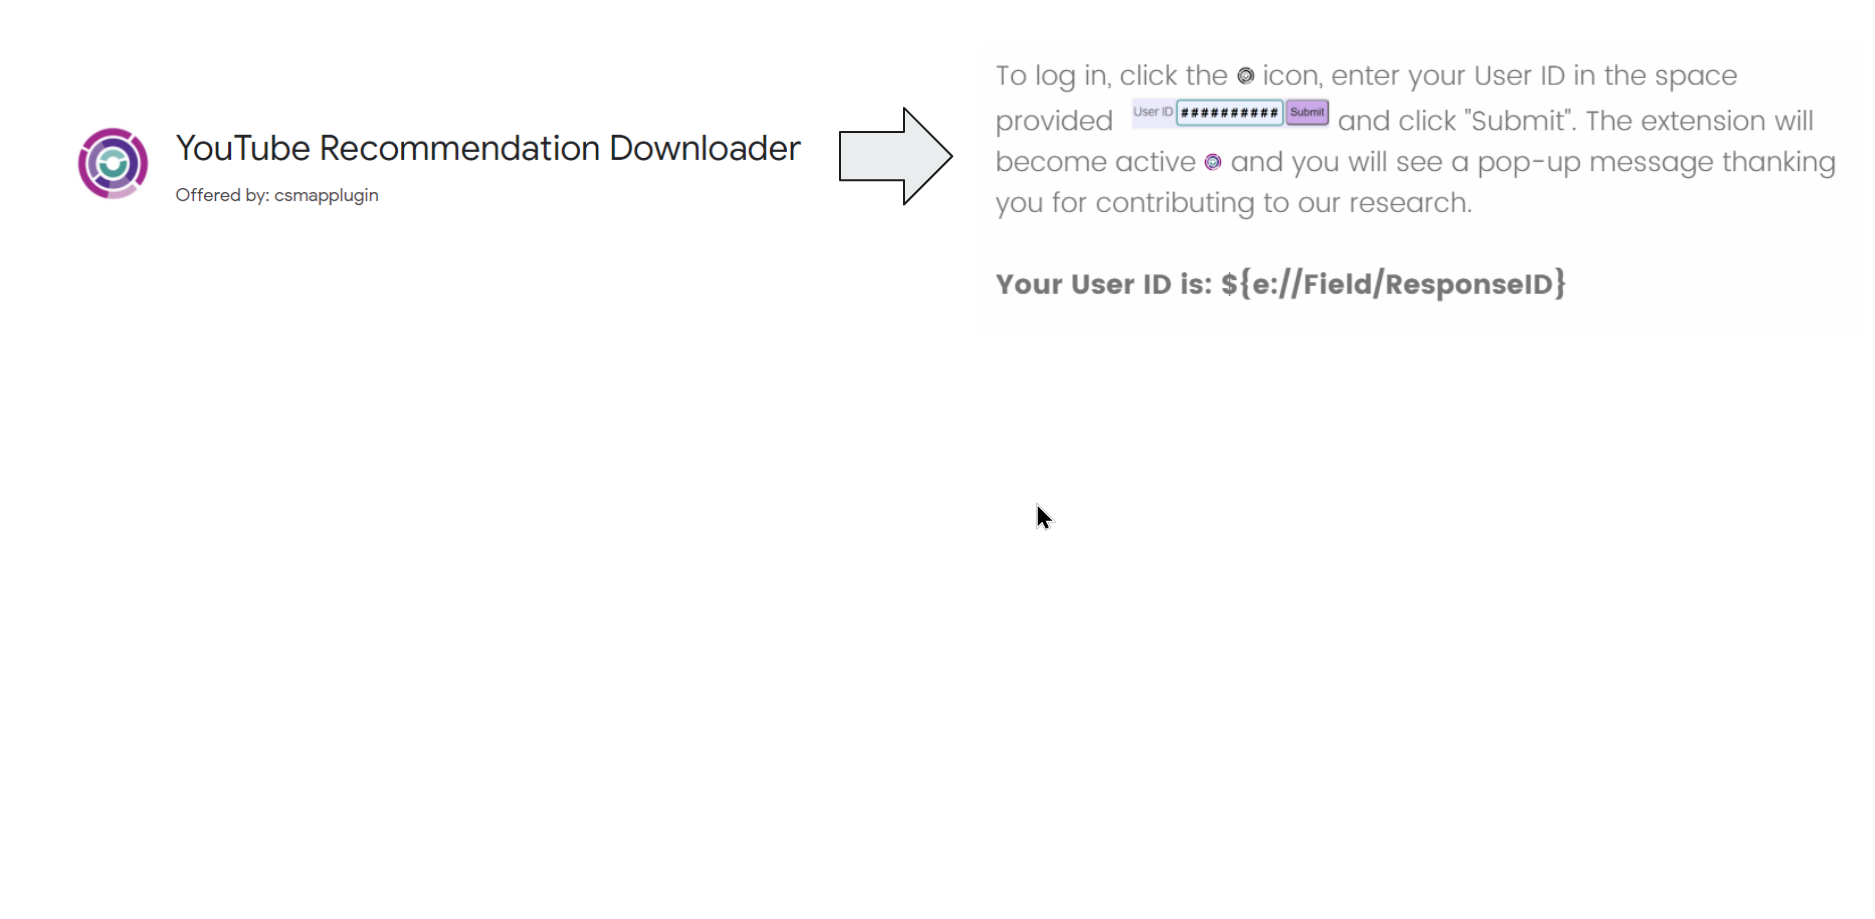 YouTube Recommendation Downloader
Offered by: csmapplugin
To log in, click the icon, enter your User ID in the space
provided User ID ########## Submit and click "Submit". The extension will
become active and you will see a pop-up message thanking
you for contributing to our research.
Your User ID is: ${e://Field/ResponseID}